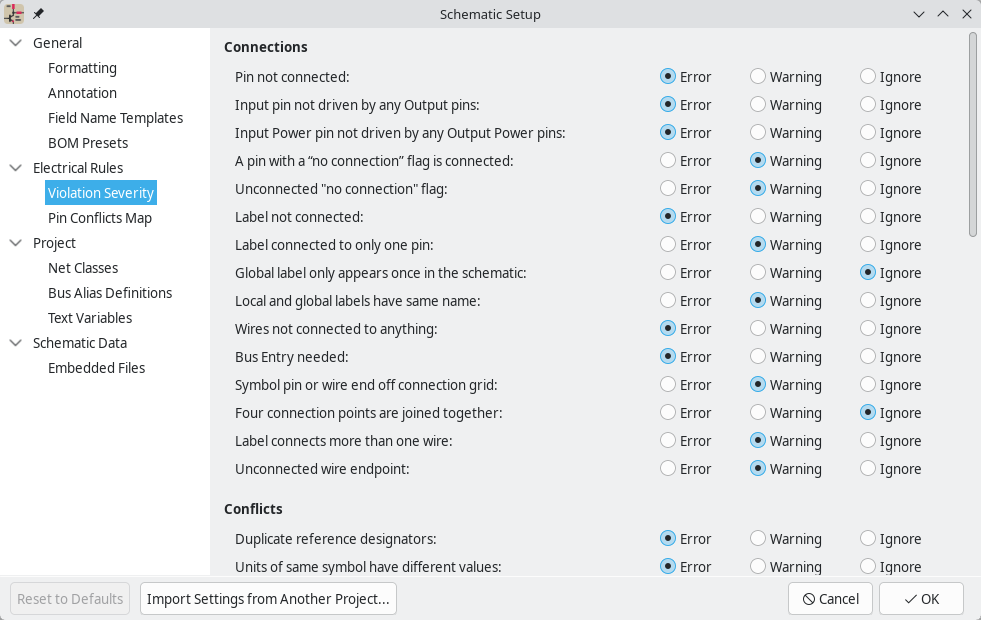 Schematic Setup
General
Formatting
Annotation
Field Name Templates
BOM Presets
Electrical Rules
Violation Severity
Pin Conflicts Map
Project
Net Classes
Bus Alias Definitions
Text Variables
Schematic Data
Embedded Files
Connections
Pin not connected: Error Warning Ignore
Input pin not driven by any Output pins: Error Warning Ignore
Input Power pin not driven by any Output Power pins: Error Warning Ignore
A pin with a “no connection” flag is connected: Error Warning Ignore
Unconnected "no connection" flag: Error Warning Ignore
Label not connected: Error Warning Ignore
Label connected to only one pin: Error Warning Ignore
Global label only appears once in the schematic: Error Warning Ignore
Local and global labels have same name: Error Warning Ignore
Wires not connected to anything: Error Warning Ignore
Bus Entry needed: Error Warning Ignore
Symbol pin or wire end off connection grid: Error Warning Ignore
Four connection points are joined together: Error Warning Ignore
Label connects more than one wire: Error Warning Ignore
Unconnected wire endpoint: Error Warning Ignore
Conflicts
Duplicate reference designators: Error Warning Ignore
Units of same symbol have different values: Error Warning Ignore
Reset to Defaults
Import Settings from Another Project...
Cancel
OK